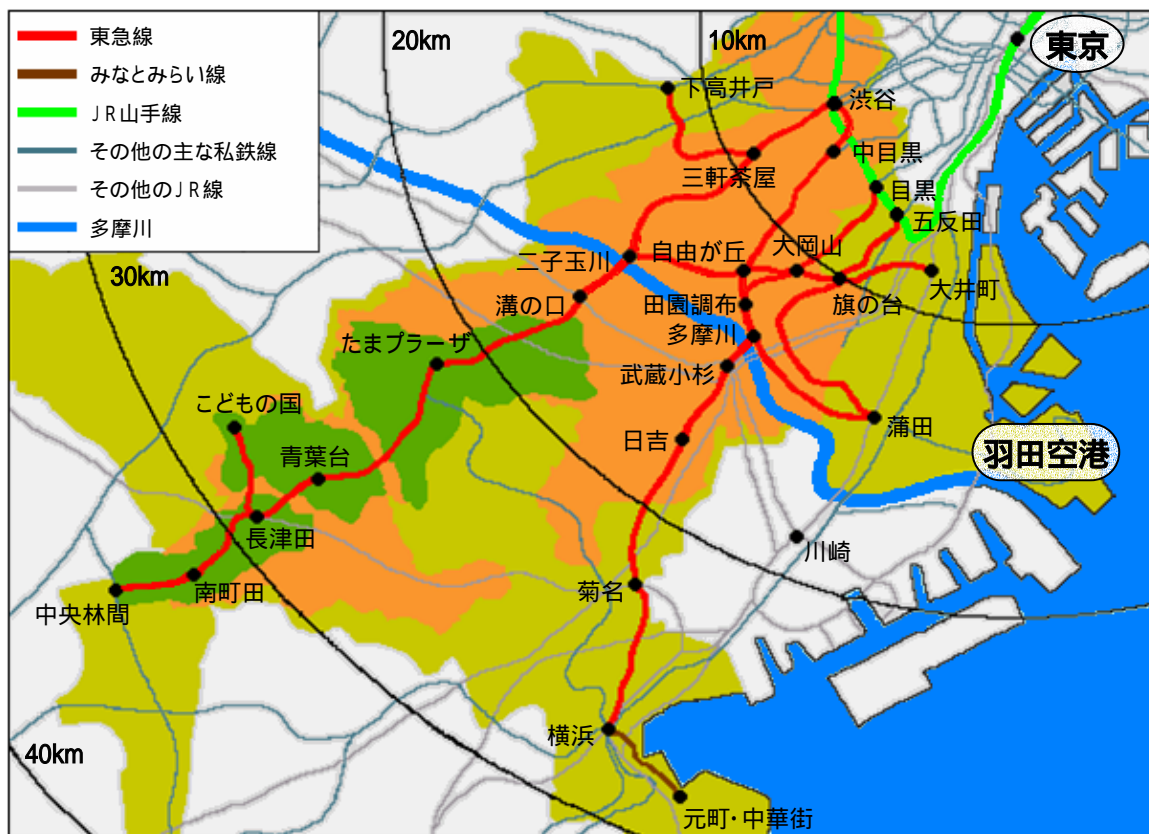 東急線
みなとみらい線
JR山手線
その他の主な私鉄線
その他のJR線
多摩川
20km
10km
東京
下高井戸
渋谷
中目黒
三軒茶屋
目黒
五反田
二子玉川
自由が丘
大岡山
30km
溝の口
田園調布
旗の台
大井町
多摩川
たまプラーザ
武蔵小杉
こどもの国
蒲田
日吉
羽田空港
青葉台
長津田
川崎
南町田
菊名
中央林間
横浜
40km
元町・中華街